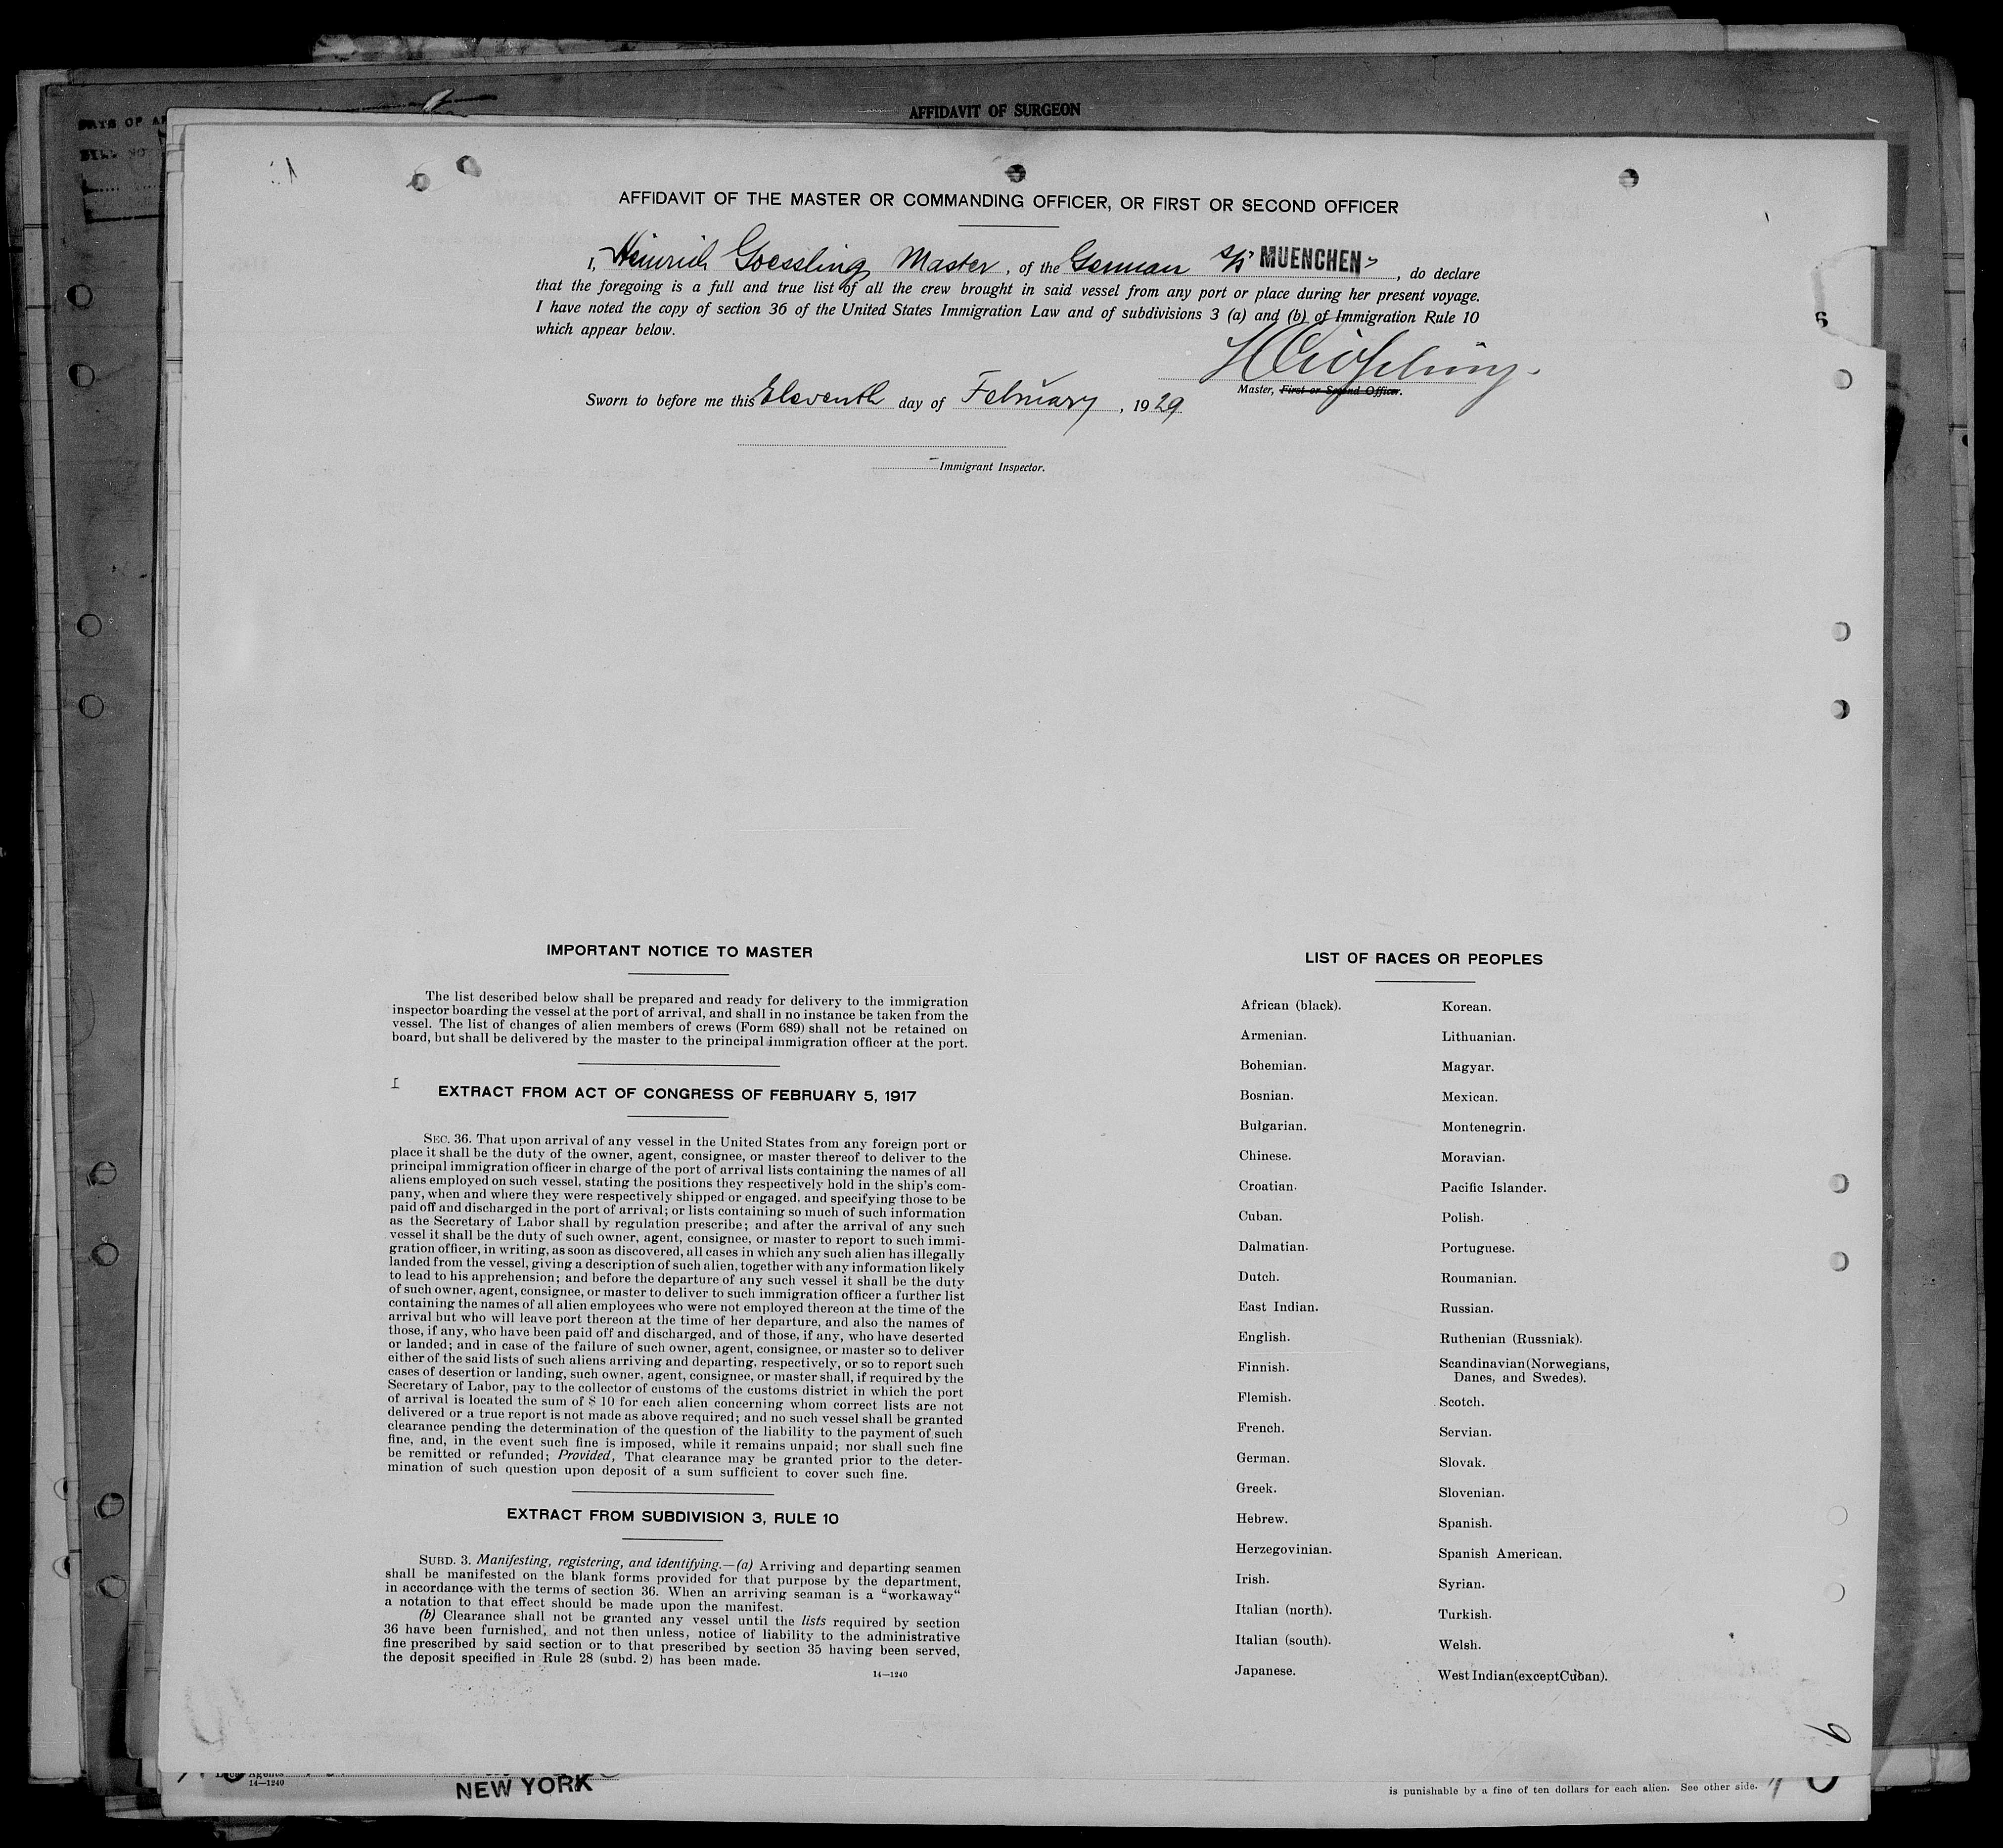 AFFIDAVIT OF SURGEON
AFFIDAVIT OF THE MASTER OR COMMANDING OFFICER, OR FIRST OR SECOND OFFICER
I, Heinrich Goessling Master, of the German S/S "MUENCHEN", do declare
that the foregoing is a full and true list of all the crew brought in said vessel from any port or place during her present voyage.
I have noted the copy of section 36 of the United States Immigration Law and of subdivisions 3 (a) and (b) of Immigration Rule 10
which appear below.
6
Master, First or Second Officer.
Sworn to before me this Eleventh day of February, 1929
Immigrant Inspector.
IMPORTANT NOTICE TO MASTER
The list described below shall be prepared and ready for delivery to the immigration
inspector boarding the vessel at the port of arrival, and shall in no instance be taken from the
vessel. The list of changes of alien members of crews (Form 689) shall not be retained on
board, but shall be delivered by the master to the principal immigration officer at the port.
EXTRACT FROM ACT OF CONGRESS OF FEBRUARY 5, 1917
SEC. 36. That upon arrival of any vessel in the United States from any foreign port or
place it shall be the duty of the owner, agent, consignee, or master thereof to deliver to the
principal immigration officer in charge of the port of arrival lists containing the names of all
aliens employed on such vessel, stating the positions they respectively hold in the ship's com-
pany, when and where they were respectively shipped or engaged, and specifying those to be
paid off and discharged in the port of arrival; or lists containing so much of such information
as the Secretary of Labor shall by regulation prescribe; and after the arrival of any such
vessel it shall be the duty of such owner, agent, consignee, or master to report to such immi-
gration officer, in writing, as soon as discovered, all cases in which any such alien has illegally
landed from the vessel, giving a description of such alien, together with any information likely
to lead to his apprehension; and before the departure of any such vessel it shall be the duty
of such owner, agent, consignee, or master to deliver to such immigration officer a further list
containing the names of all alien employees who were not employed thereon at the time of the
arrival but who will leave port thereon at the time of her departure, and also the names of
those, if any, who have been paid off and discharged, and of those, if any, who have deserted
or landed; and in case of the failure of such owner, agent, consignee, or master so to deliver
either of the said lists of such aliens arriving and departing, respectively, or so to report such
cases of desertion or landing, such owner, agent, consignee, or master shall, if required by the
Secretary of Labor, pay to the collector of customs of the customs district in which the port
of arrival is located the sum of $ 10 for each alien concerning whom correct lists are not
delivered or a true report is not made as above required; and no such vessel shall be granted
clearance pending the determination of the question of the liability to the payment of such
fine, and, in the event such fine is imposed, while it remains unpaid; nor shall such fine
be remitted or refunded; Provided, That clearance may be granted prior to the deter-
mination of such question upon deposit of a sum sufficient to cover such fine.
EXTRACT FROM SUBDIVISION 3, RULE 10
SUBD. 3. Manifesting, registering, and identifying.—(a) Arriving and departing seamen
shall be manifested on the blank forms provided for that purpose by the department,
in accordance with the terms of section 36. When an arriving seaman is a "workaway"
a notation to that effect should be made upon the manifest.
(b) Clearance shall not be granted any vessel until the lists required by section
36 have been furnished, and not then unless, notice of liability to the administrative
fine prescribed by said section or to that prescribed by section 35 having been served,
the deposit specified in Rule 28 (subd. 2) has been made.
14—1240
LIST OF RACES OR PEOPLES
African (black).
Armenian.
Bohemian.
Bosnian.
Bulgarian.
Chinese.
Croatian.
Cuban.
Dalmatian.
Dutch.
East Indian.
English.
Finnish.
Flemish.
French.
German.
Greek.
Hebrew.
Herzegovinian.
Irish.
Italian (north).
Italian (south).
Japanese.
Korean.
Lithuanian.
Magyar.
Mexican.
Montenegrin.
Moravian.
Pacific Islander.
Polish.
Portuguese.
Roumanian.
Russian.
Ruthenian (Russniak).
Scandinavian (Norwegians,
Danes, and Swedes).
Scotch.
Servian.
Slovak.
Slovenian.
Spanish.
Spanish American.
Syrian.
Turkish.
Welsh.
West Indian (except Cuban).
Agents
14—1240
NEW YORK
is punishable by a fine of ten dollars for each alien. See other side.